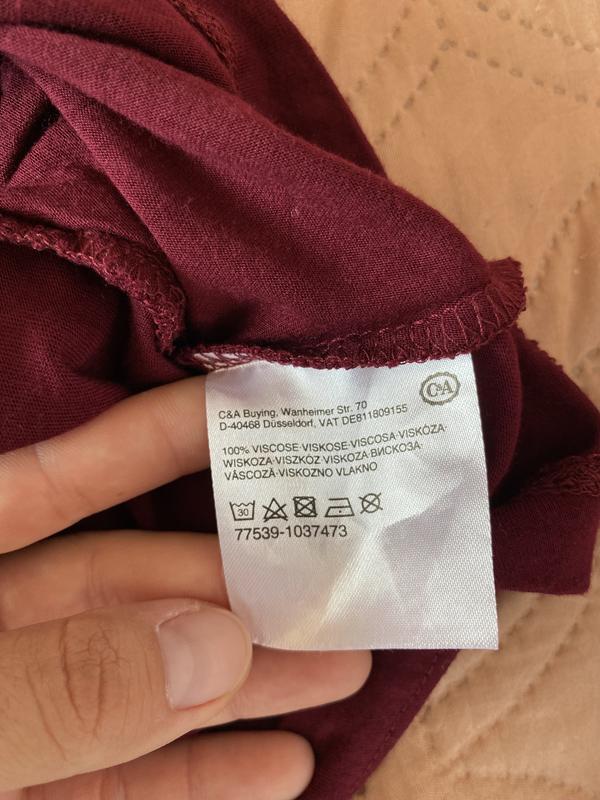 C&A
C&A Buying, Wanheimer Str. 70
D-40468 Düsseldorf, VAT DE811809155
100% VISCOSE·VISKOSE·VISCOSA·VISKÓZA·
WISKOZA·VISZKÓZ VISKOZA·ВИСКОЗА·
VÂSCOZĂ·VISKOZNO VLAKNO
30
77539-1037473